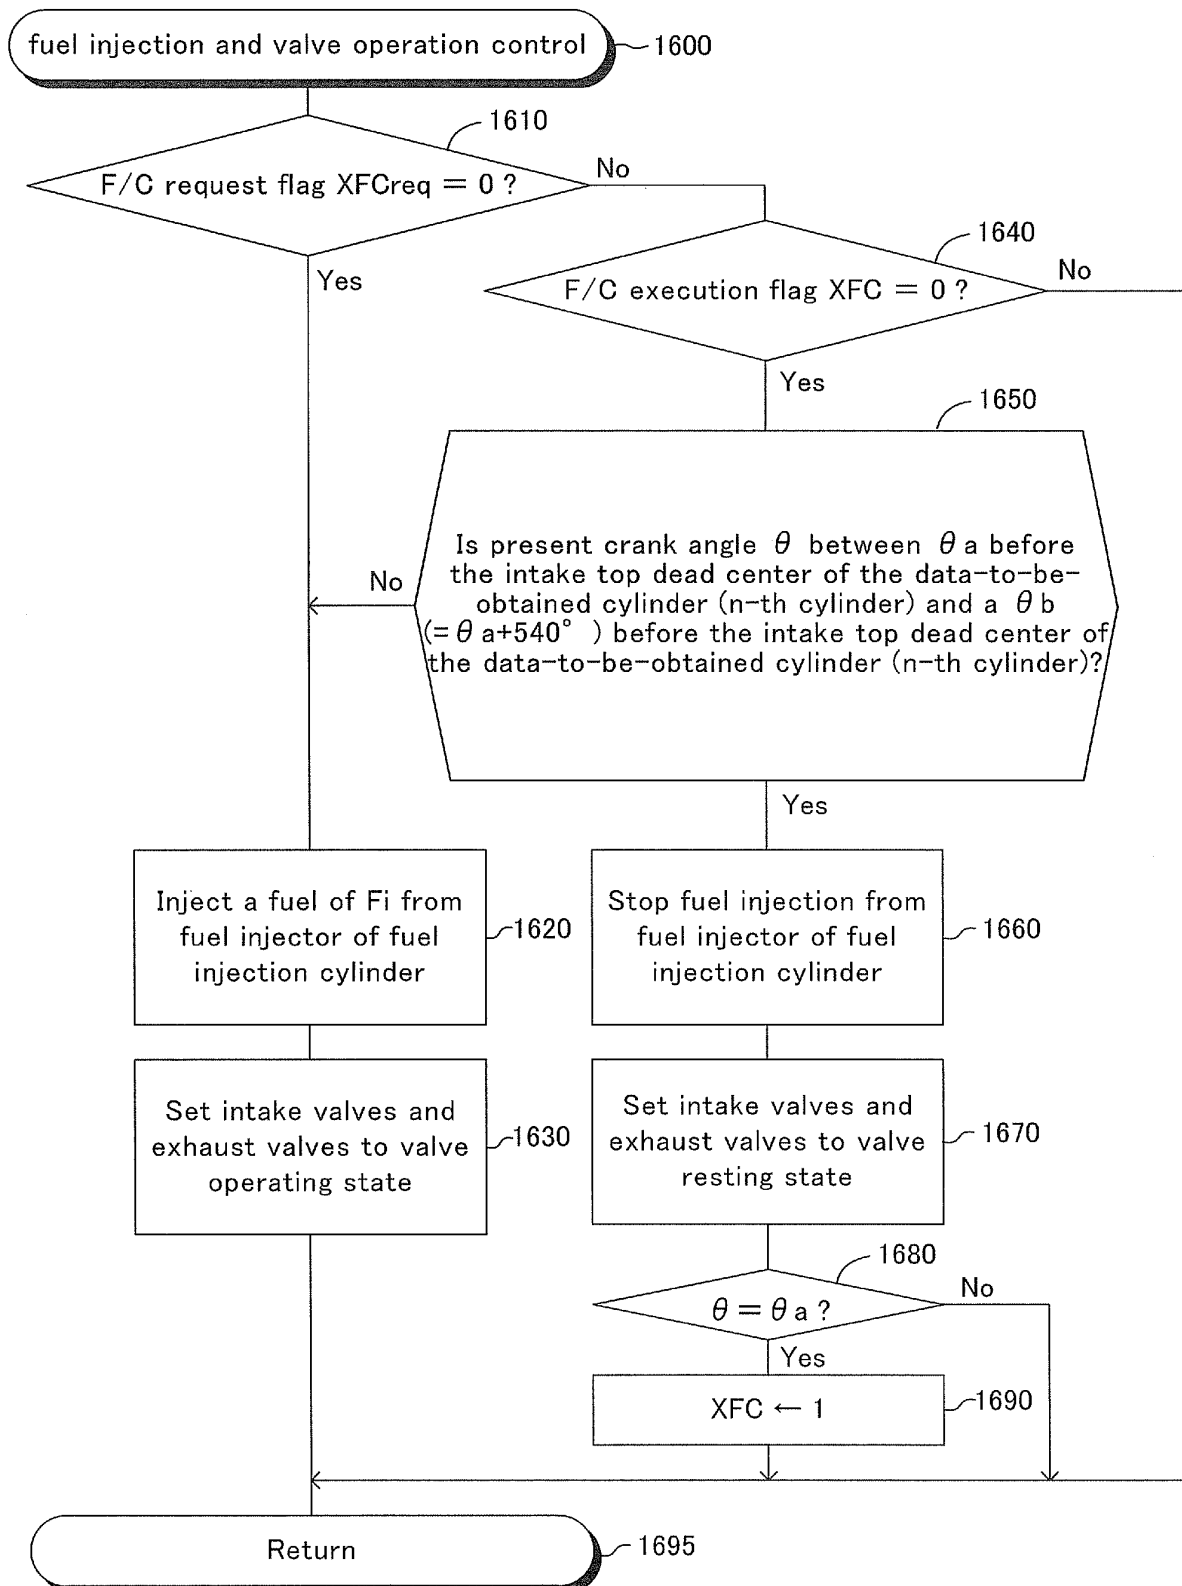 fuel injection and valve operation control
1600
1610
F/C request flag XFCreq = 0 ?
No
Yes
1640
F/C execution flag XFC = 0 ?
No
Yes
1650
Is present crank angle θ between θa before
the intake top dead center of the data-to-be-
obtained cylinder (n-th cylinder) and a θb
(=θa+540°) before the intake top dead center of
the data-to-be-obtained cylinder (n-th cylinder)?
No
Yes
Inject a fuel of Fi from
fuel injector of fuel
injection cylinder
1620
Stop fuel injection from
fuel injector of fuel
injection cylinder
1660
Set intake valves and
exhaust valves to valve
operating state
1630
Set intake valves and
exhaust valves to valve
resting state
1670
1680
θ = θa ?
No
Yes
XFC ← 1
1690
Return
1695